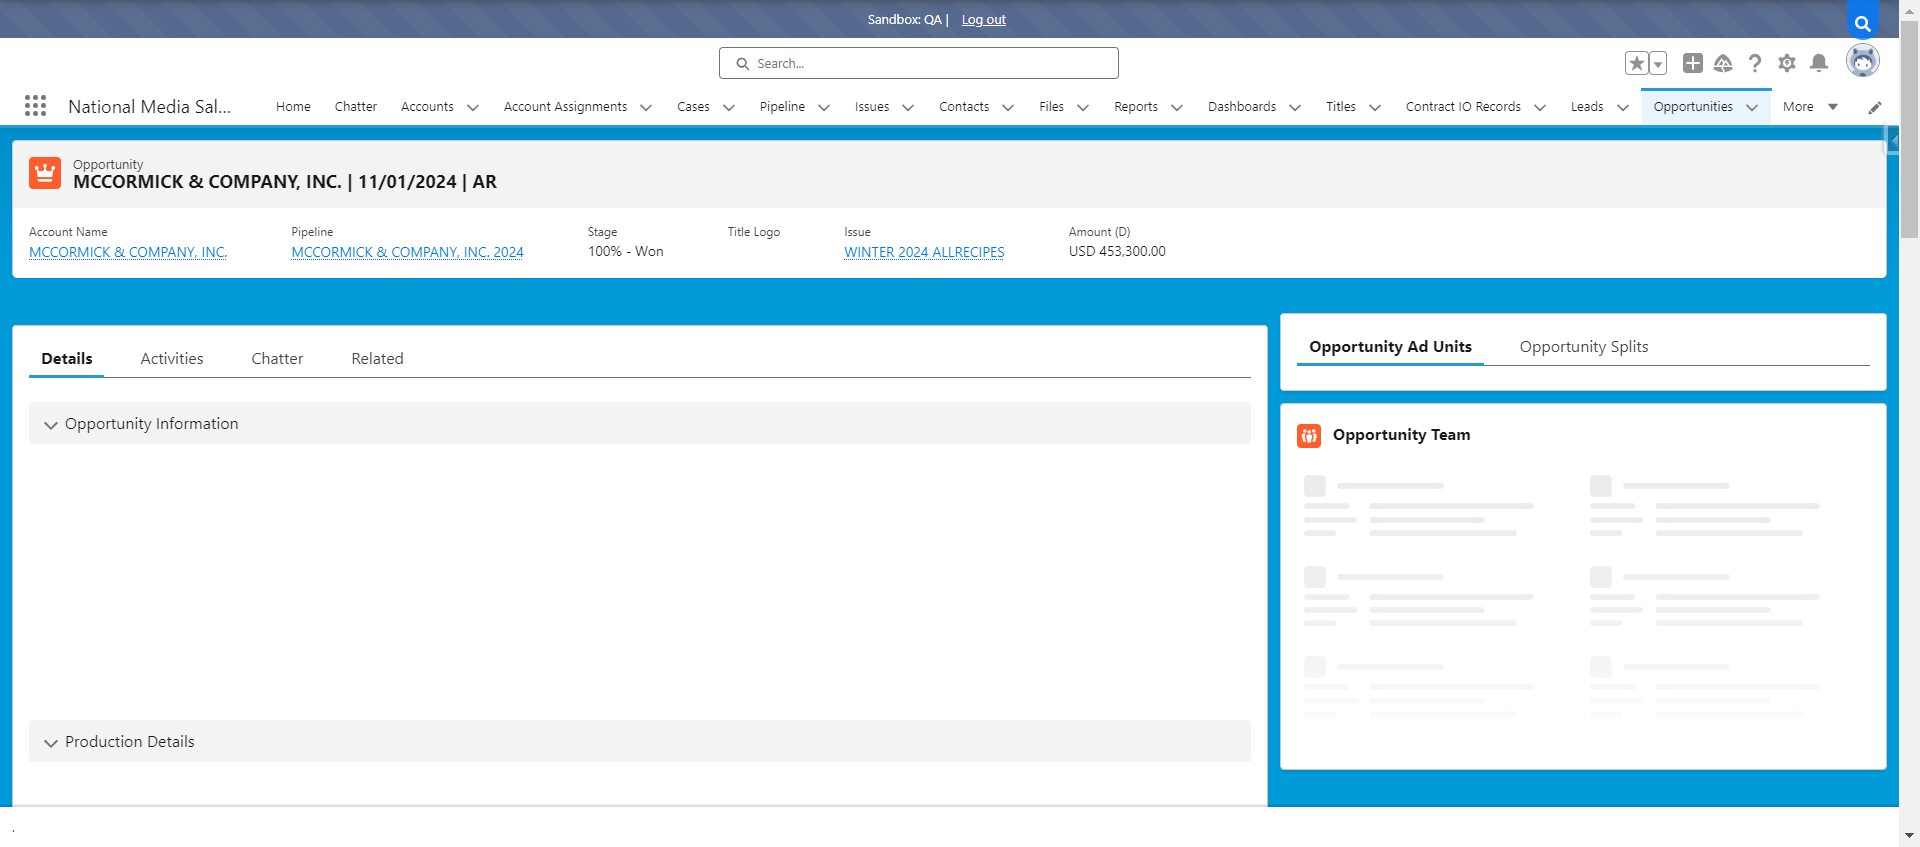 Sandbox: QA | Log out
Search...
National Media Sal...
Home
Chatter
Accounts
Account Assignments
Cases
Pipeline
Issues
Contacts
Files
Reports
Dashboards
Titles
Contract IO Records
Leads
Opportunities
More
Opportunity
MCCORMICK & COMPANY, INC. | 11/01/2024 | AR
Account Name
MCCORMICK & COMPANY, INC.
Pipeline
MCCORMICK & COMPANY, INC. 2024
Stage
100% - Won
Title Logo
Issue
WINTER 2024 ALLRECIPES
Amount (D)
USD 453,300.00
Details
Activities
Chatter
Related
Opportunity Information
Production Details
Opportunity Ad Units
Opportunity Splits
Opportunity Team
.